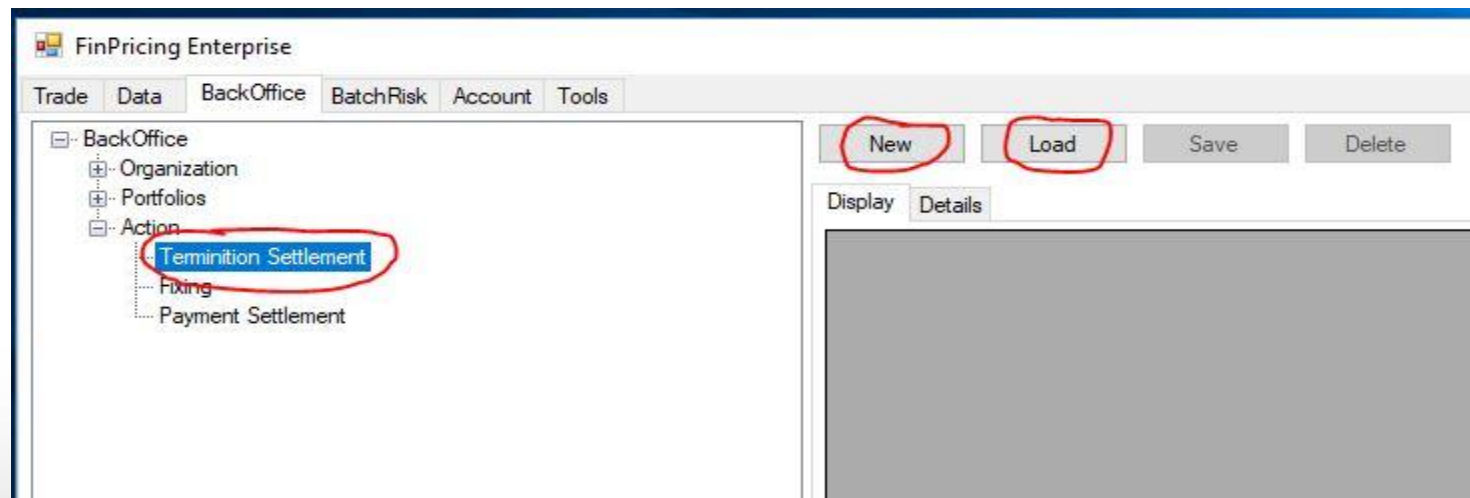 FinPricing Enterprise
Trade Data BackOffice BatchRisk Account Tools
BackOffice
Organization
Portfolios
Action
Terminition Settlement
Fixing
Payment Settlement
New Load Save Delete
Display Details